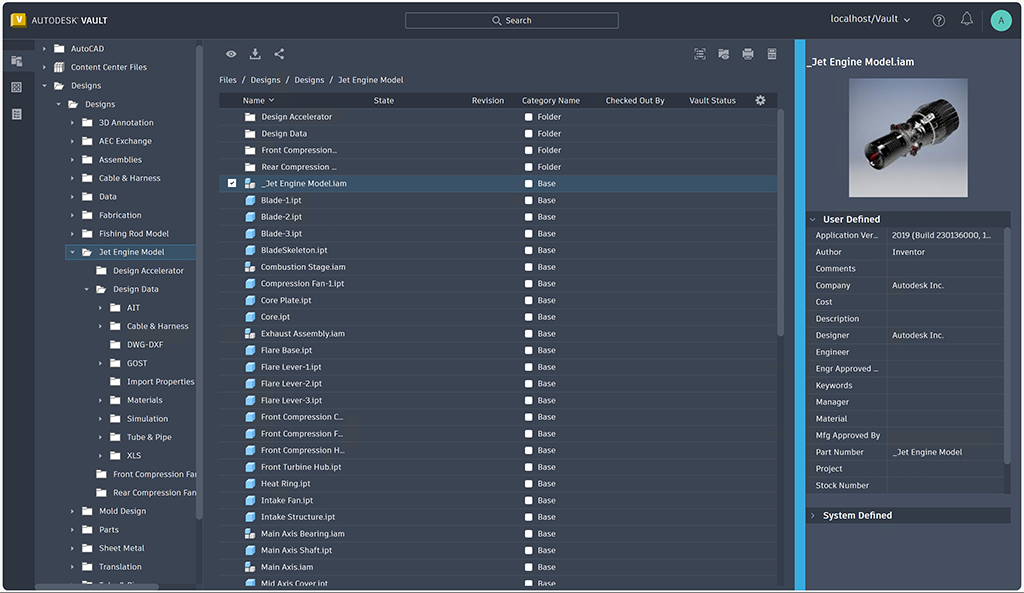 V AUTODESK VAULT
Search
localhost/Vault
?
A
AutoCAD
Content Center Files
Designs
Designs
3D Annotation
AEC Exchange
Assemblies
Cable & Harness
Data
Fabrication
Fishing Rod Model
Jet Engine Model
Design Accelerator
Design Data
AIT
Cable & Harness
DWG-DXF
GOST
Import Properties
Materials
Simulation
Tube & Pipe
XLS
Front Compression Fan
Rear Compression Fan
Mold Design
Parts
Sheet Metal
Translation
Files / Designs / Designs / Jet Engine Model
Name State Revision Category Name Checked Out By Vault Status
Design Accelerator Folder
Design Data Folder
Front Compression... Folder
Rear Compression ... Folder
_Jet Engine Model.iam Base
Blade-1.ipt Base
Blade-2.ipt Base
Blade-3.ipt Base
BladeSkeleton.ipt Base
Combustion Stage.iam Base
Compression Fan-1.ipt Base
Core Plate.ipt Base
Core.ipt Base
Exhaust Assembly.iam Base
Flare Base.ipt Base
Flare Lever-1.ipt Base
Flare Lever-2.ipt Base
Flare Lever-3.ipt Base
Front Compression C... Base
Front Compression F... Base
Front Compression H... Base
Front Turbine Hub.ipt Base
Heat Ring.ipt Base
Intake Fan.ipt Base
Intake Structure.ipt Base
Main Axis Bearing.iam Base
Main Axis Shaft.ipt Base
Main Axis.iam Base
Mid Axis Cover.ipt Base
_Jet Engine Model.iam
User Defined
Application Ver... 2019 (Build 230136000, 1...
Author Inventor
Comments
Company Autodesk Inc.
Cost
Description
Designer Autodesk Inc.
Engineer
Engr Approved ...
Keywords
Manager
Material
Mfg Approved By
Part Number _Jet Engine Model
Project
Stock Number
System Defined